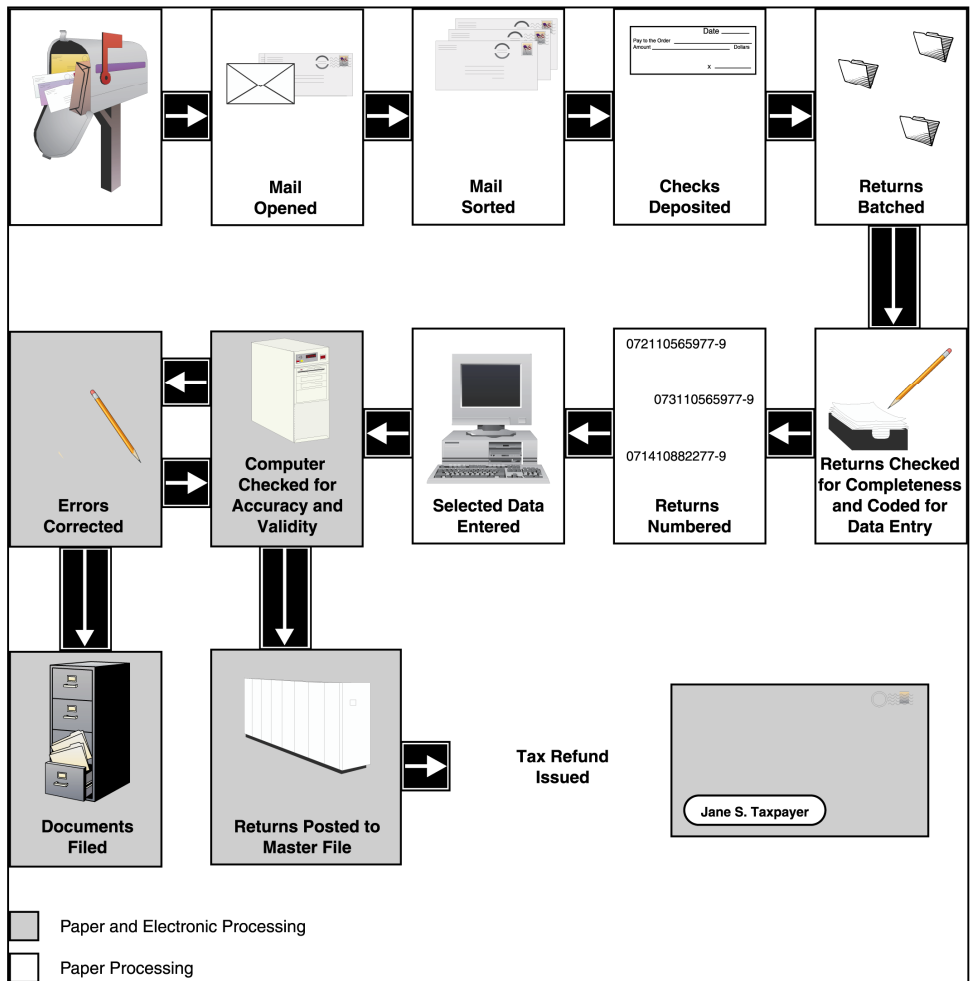 Date
Pay to the Order
Amount Dollars
x
Mail
Opened
Mail
Sorted
Checks
Deposited
Returns
Batched
Errors
Corrected
Computer
Checked for
Accuracy and
Validity
Selected Data
Entered
072110565977-9
073110565977-9
071410882277-9
Returns
Numbered
Returns Checked
for Completeness
and Coded for
Data Entry
Documents
Filed
Returns Posted to
Master File
Tax Refund
Issued
Jane S. Taxpayer
Paper and Electronic Processing
Paper Processing